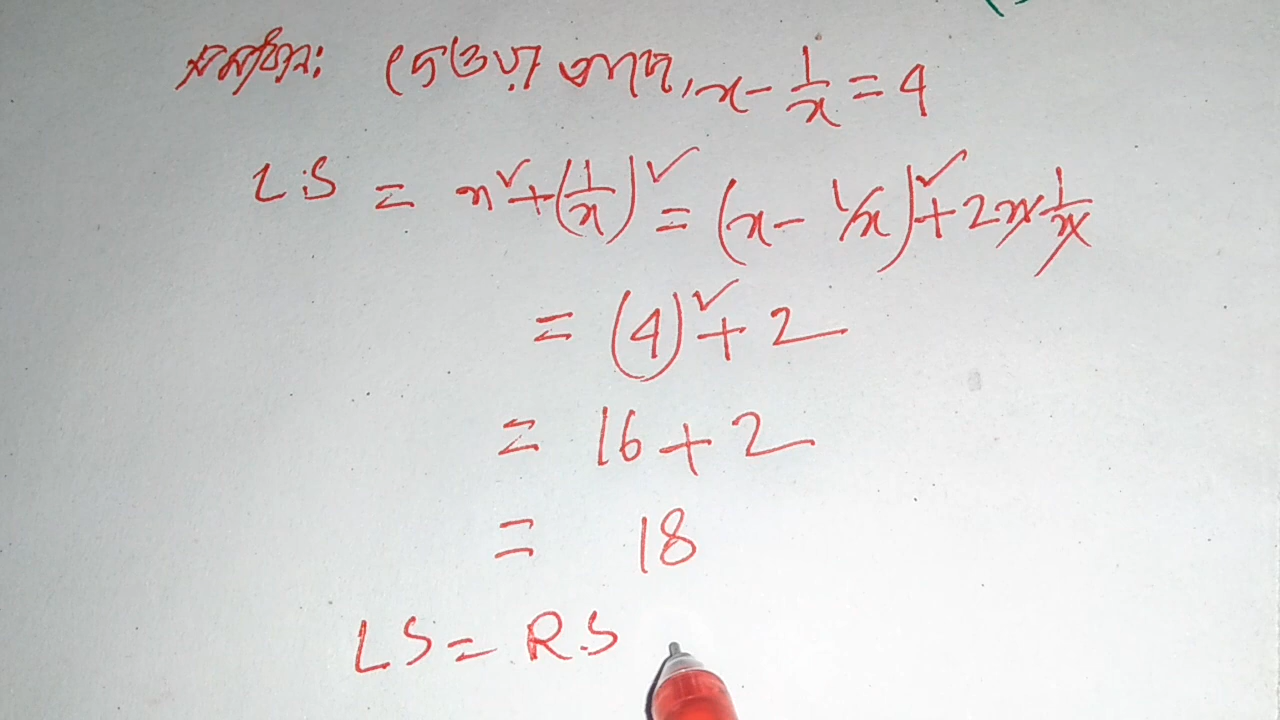 সমাধান: দেওয়া আছে, x - 1/x = 4
L.S = x² + (1/x)² = (x - 1/x)² + 2x·1/x
= (4)² + 2
= 16 + 2
= 18
LS = R.S